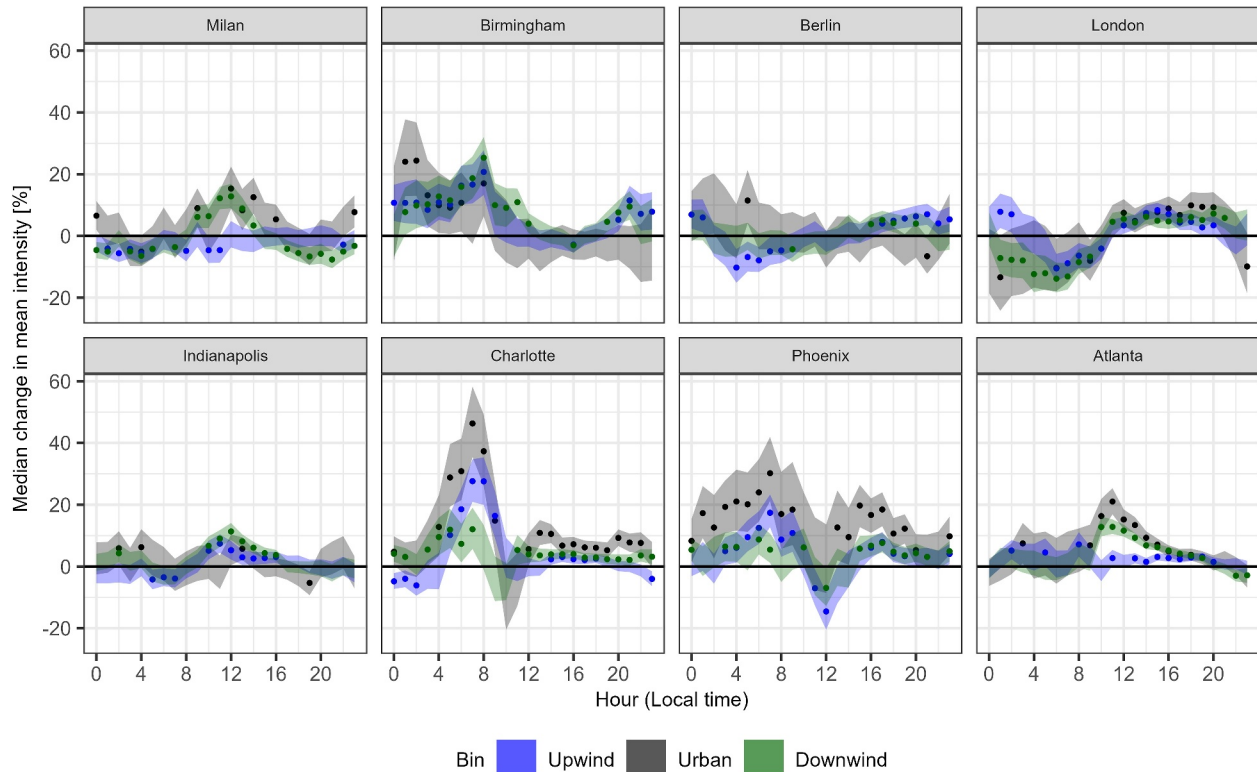 Milan
Birmingham
Berlin
London
60
40
20
0
-20
Median change in mean intensity [%]
Indianapolis
Charlotte
Phoenix
Atlanta
60
40
20
0
-20
0 4 8 12 16 20
0 4 8 12 16 20
0 4 8 12 16 20
0 4 8 12 16 20
Hour (Local time)
Bin Upwind Urban Downwind